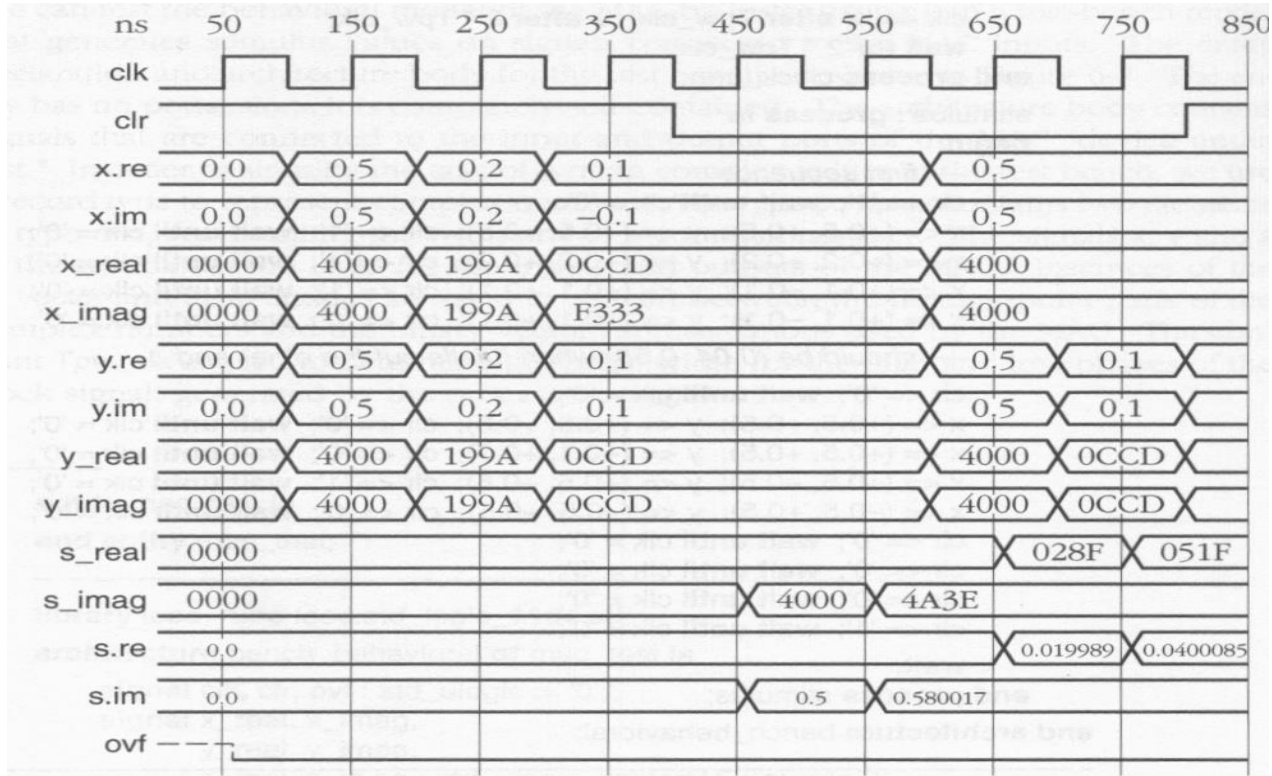 ns 50 150 250 350 450 550 650 750 850
clk
clr
x.re 0.0 0.5 0.2 0.1 0.5
x.im 0.0 0.5 0.2 −0.1 0.5
x_real 0000 4000 199A 0CCD 4000
x_imag 0000 4000 199A F333 4000
y.re 0.0 0.5 0.2 0.1 0.5 0.1
y.im 0.0 0.5 0.2 0.1 0.5 0.1
y_real 0000 4000 199A 0CCD 4000 0CCD
y_imag 0000 4000 199A 0CCD 4000 0CCD
s_real 0000 028F 051F
s_imag 0000 4000 4A3E
s.re 0.0 0.019989 0.0400085
s.im 0.0 0.5 0.580017
ovf